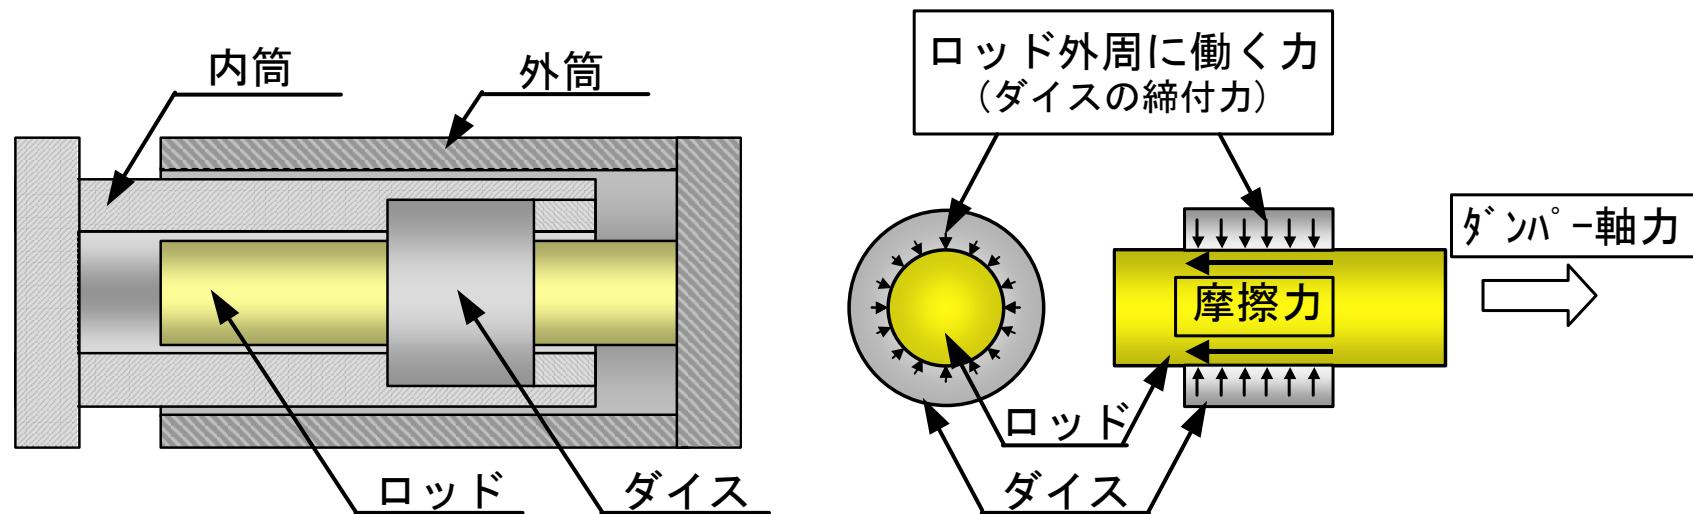 内筒
外筒
ロッド
ダイス
ロッド外周に働く力
（ダイスの締付力）
ﾀﾞﾝﾊﾟｰ軸力
摩擦力
ロッド
ダイス